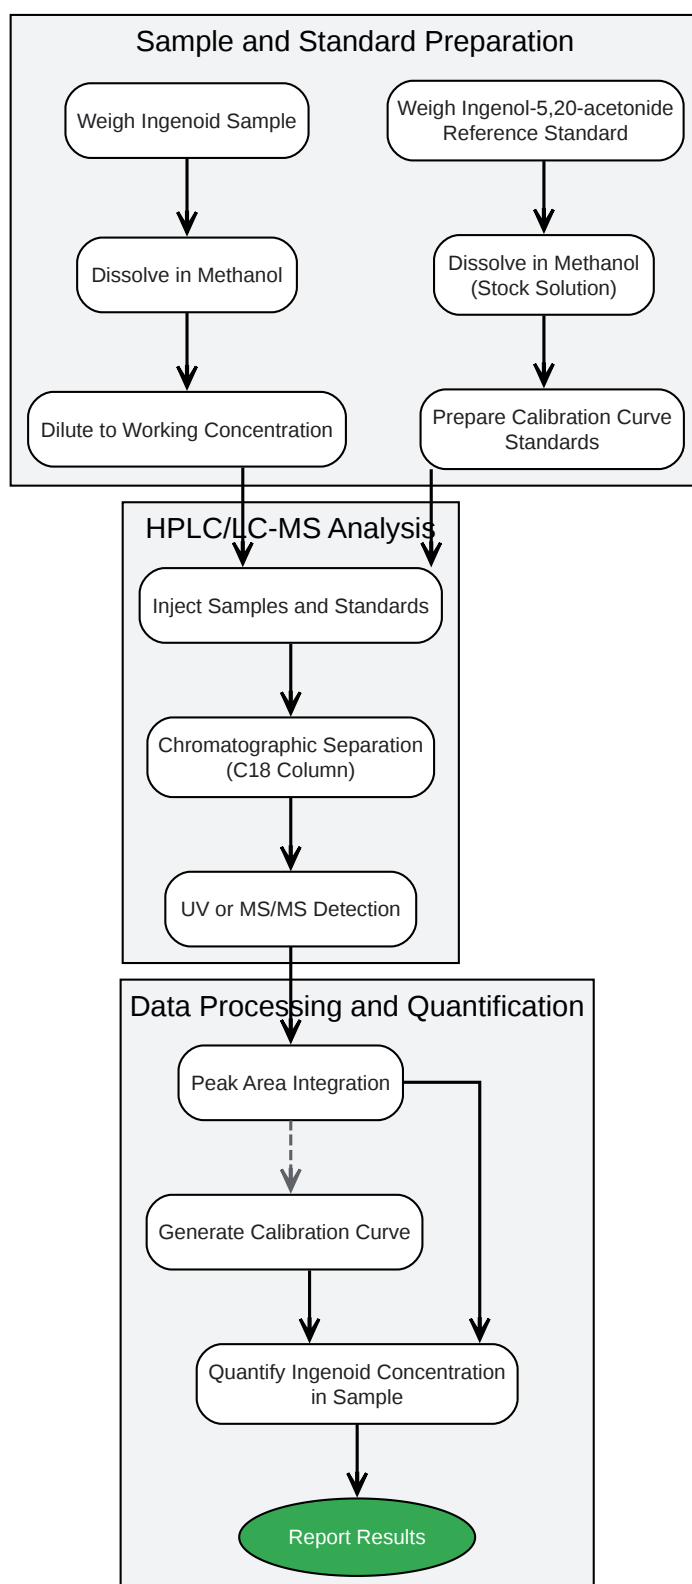 Sample and Standard Preparation
Weigh Ingenoid Sample
Weigh Ingenol-5,20-acetonide
Reference Standard
Dissolve in Methanol
Dissolve in Methanol
(Stock Solution)
Dilute to Working Concentration
Prepare Calibration Curve
Standards
HPLC/LC-MS Analysis
Inject Samples and Standards
Chromatographic Separation
(C18 Column)
UV or MS/MS Detection
Data Processing and Quantification
Peak Area Integration
Generate Calibration Curve
Quantify Ingenoid Concentration
in Sample
Report Results